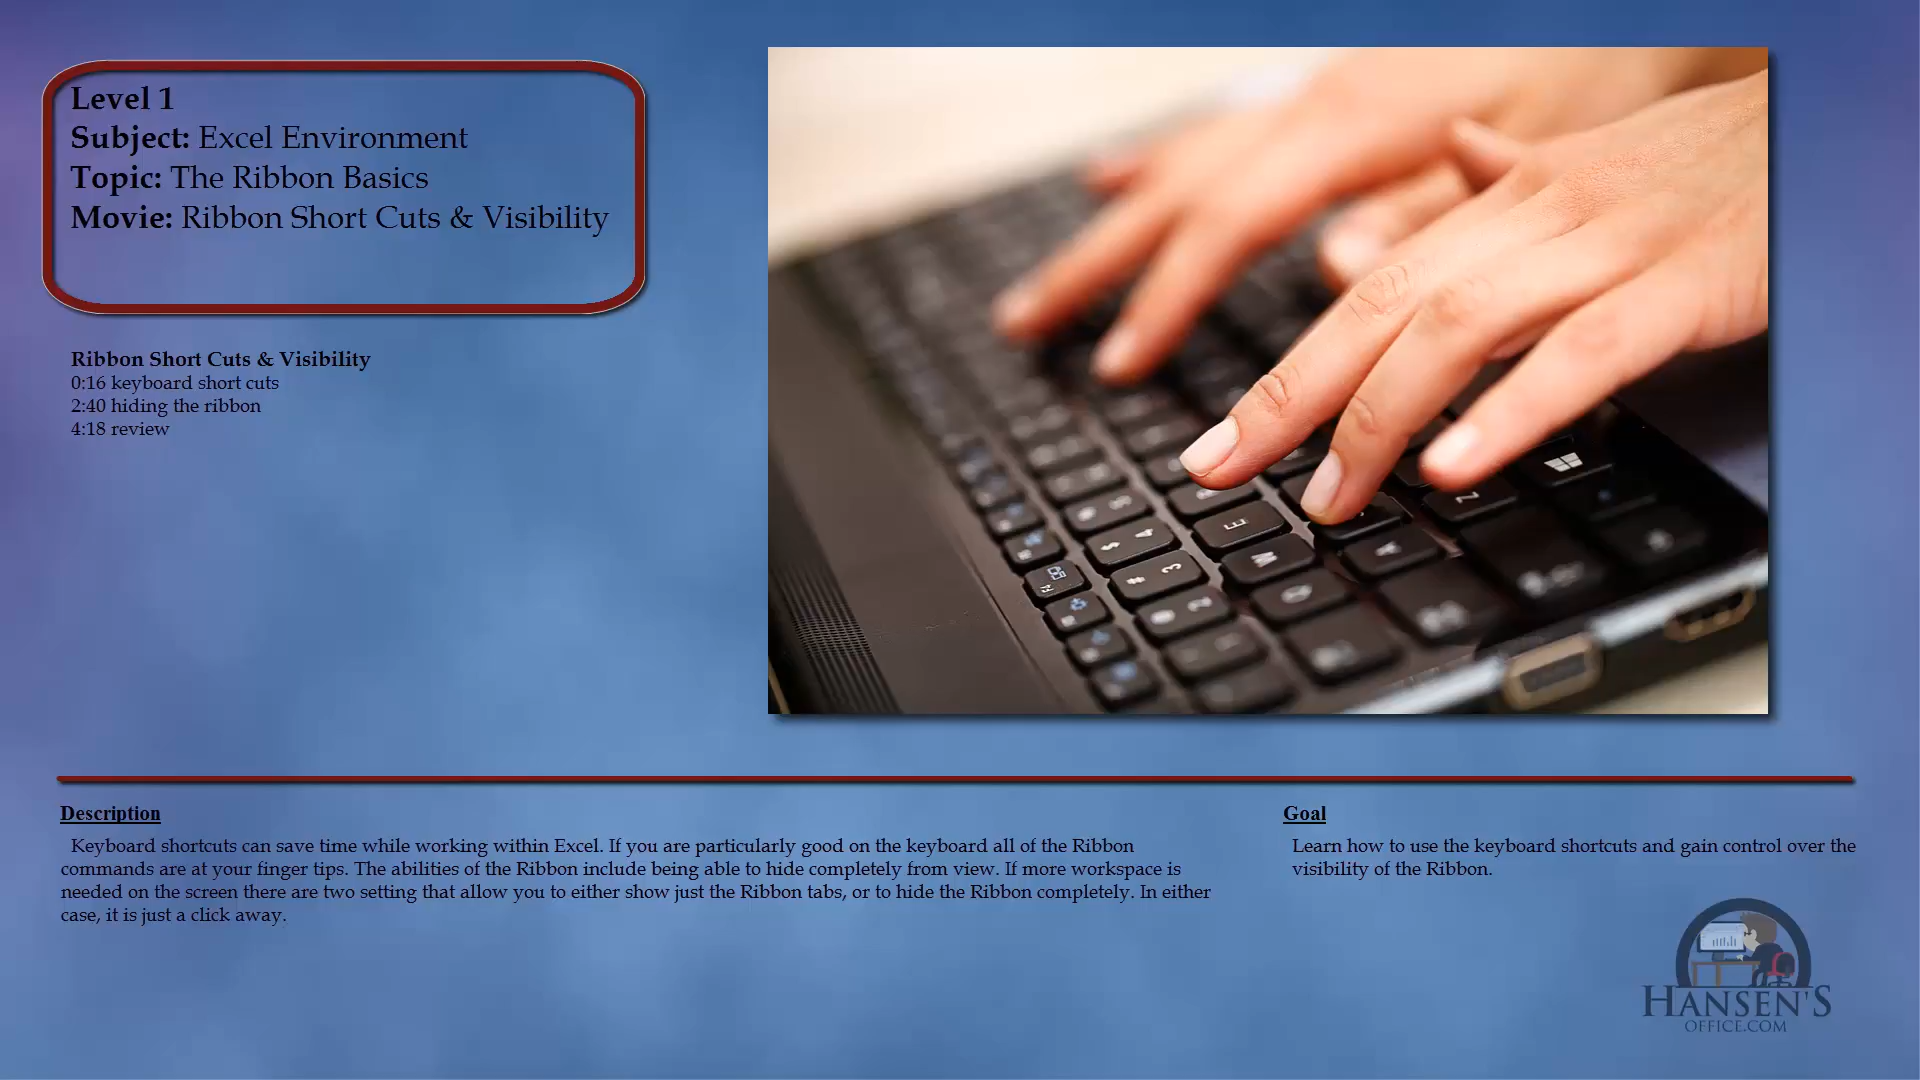 Level 1
Subject: Excel Environment
Topic: The Ribbon Basics
Movie: Ribbon Short Cuts & Visibility
Ribbon Short Cuts & Visibility
0:16 keyboard short cuts
2:40 hiding the ribbon
4:18 review
Description
Keyboard shortcuts can save time while working within Excel. If you are particularly good on the keyboard all of the Ribbon
commands are at your finger tips. The abilities of the Ribbon include being able to hide completely from view. If more workspace is
needed on the screen there are two setting that allow you to either show just the Ribbon tabs, or to hide the Ribbon completely. In either
case, it is just a click away.
Goal
Learn how to use the keyboard shortcuts and gain control over the
visibility of the Ribbon.
HANSEN'S
OFFICE.COM